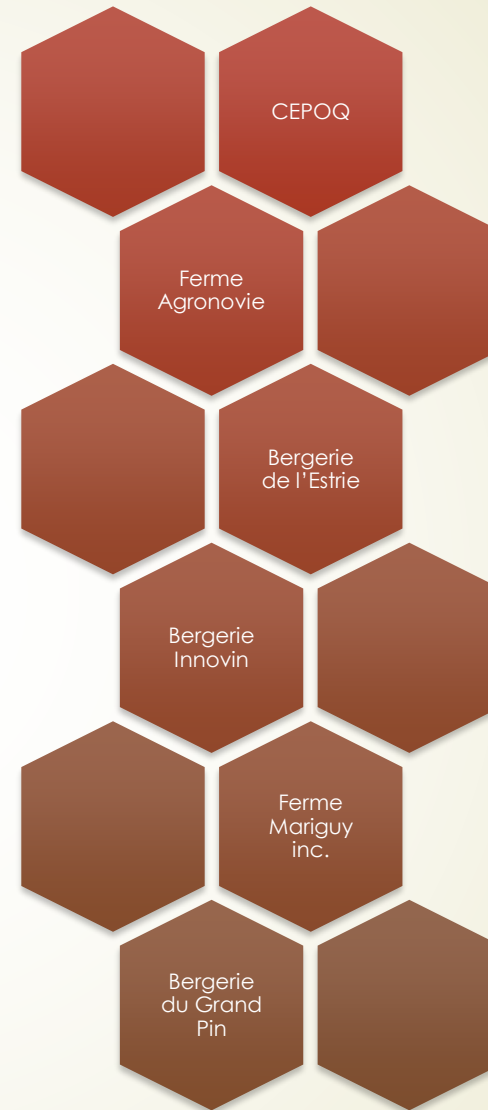 CEPOQ
Ferme
Agronovie
Bergerie
de l’Estrie
Bergerie
Innovin
Ferme
Mariguy
inc.
Bergerie
du Grand
Pin